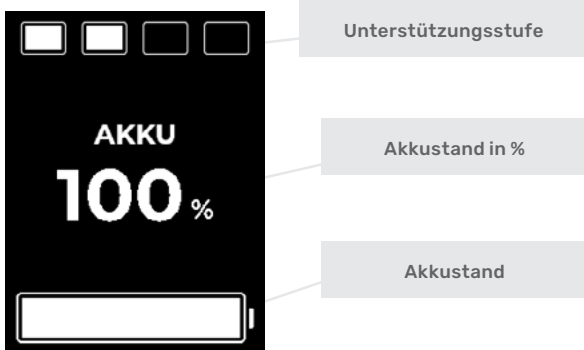 Unterstützungsstufe
AKKU
100 %
Akkustand in %
Akkustand